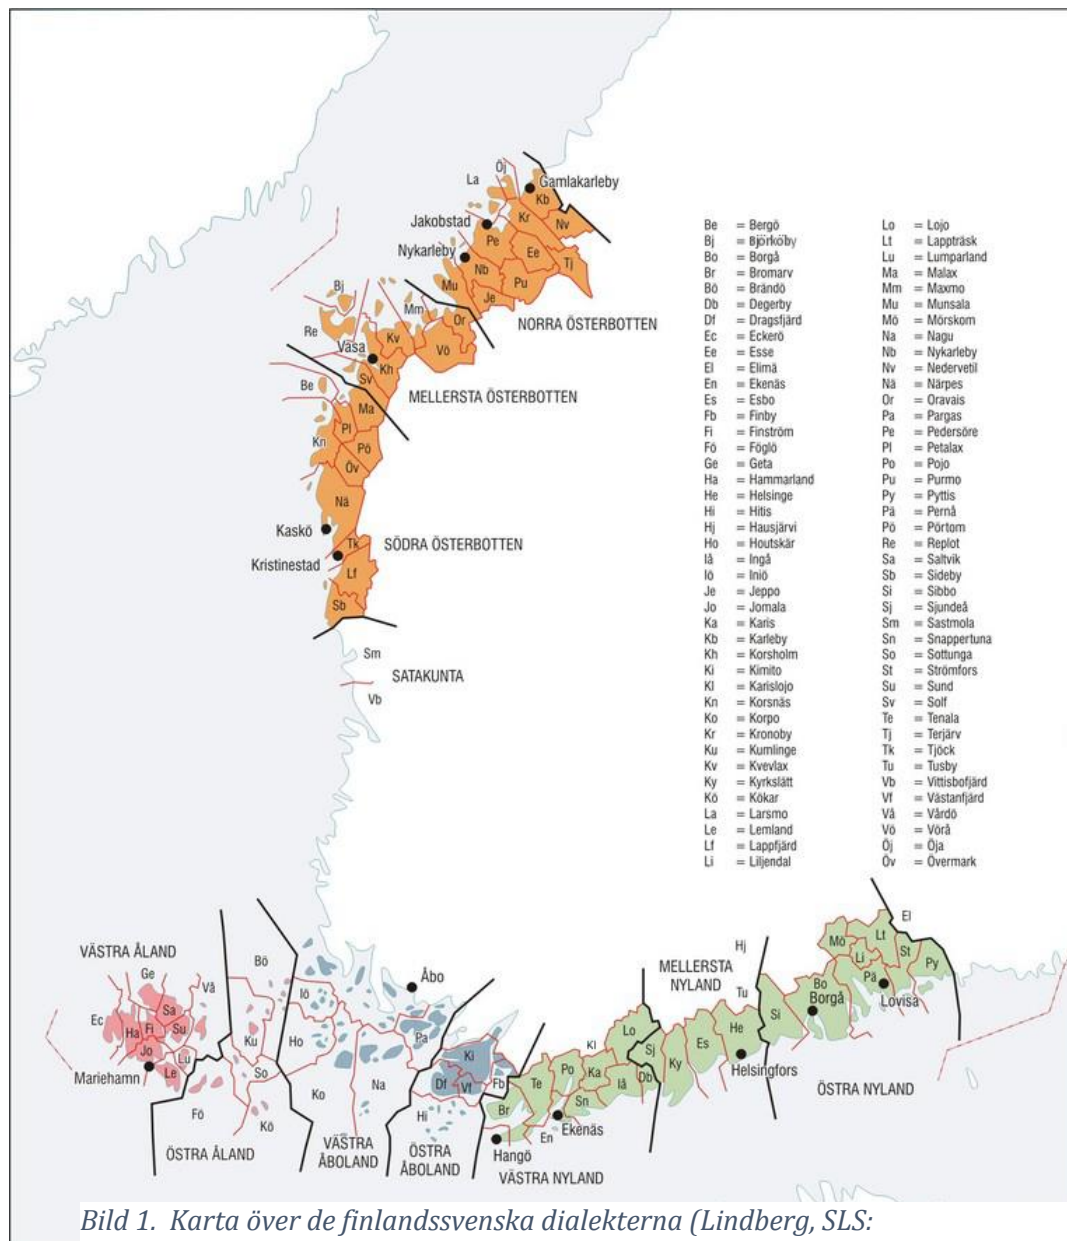 Öj
La
Gamlakarleby
Kb
Kr
Nv
Jakobstad
Pe
Nykarleby
Ee
Tj
Nb
Pu
Mu
Je
NORRA ÖSTERBOTTEN
Bj
Mm
Or
Re
Kv
Vö
Vasa
Kh
Sv
MELLERSTA ÖSTERBOTTEN
Be
Ma
Pl
Kn
Pö
Öv
Nä
Kaskö
Tk
SÖDRA ÖSTERBOTTEN
Kristinestad
Lf
Sb
Sm
SATAKUNTA
Vb
Be = Bergö
Bj = Björköby
Bo = Borgå
Br = Bromarv
Bö = Brändö
Db = Degerby
Df = Dragsfjärd
Ec = Eckerö
Ee = Esse
El = Elimä
En = Ekenäs
Es = Esbo
Fb = Finby
Fi = Finström
Fö = Föglö
Ge = Geta
Ha = Hammarland
He = Helsinge
Hi = Hitis
Hj = Hausjärvi
Ho = Houtskär
Iå = Ingå
Iö = Iniö
Je = Jeppo
Jo = Jomala
Ka = Karis
Kb = Karleby
Kh = Korsholm
Ki = Kimito
Kl = Karislojo
Kn = Korsnäs
Ko = Korpo
Kr = Kronoby
Ku = Kumlinge
Kv = Kvevlax
Ky = Kyrkslätt
Kö = Kökar
La = Larsmo
Le = Lemland
Lf = Lappfjärd
Li = Liljendal
Lo = Lojo
Lt = Lappträsk
Lu = Lumparland
Ma = Malax
Mm = Maxmo
Mu = Munsala
Mö = Mörskom
Na = Nagu
Nb = Nykarleby
Nv = Nedervetil
Nä = Närpes
Or = Oravais
Pa = Pargas
Pe = Pedersöre
Pl = Petalax
Po = Pojo
Pu = Purmo
Py = Pyttis
Pä = Pernå
Pö = Pörtom
Re = Replot
Sa = Saltvik
Sb = Sideby
Si = Sibbo
Sj = Sjundeå
Sm = Sastmola
Sn = Snappertuna
So = Sottunga
St = Strömfors
Su = Sund
Sv = Solf
Te = Tenala
Tj = Terjärv
Tk = Tjöck
Tu = Tusby
Vb = Vittisbofjärd
Vf = Västanfjärd
Vå = Vårdö
Vö = Vörå
Öj = Öja
Öv = Övermark
VÄSTRA ÅLAND
Ge
Vå
Ec
Sa
Ha
Fi
Su
Jo
Lu
Mariehamn
Le
Fö
Bö
Ku
So
Kö
ÖSTRA ÅLAND
Iö
Ho
Ko
Na
VÄSTRA
ÅBOLAND
Åbo
Pa
Ki
Df
Vf
Fb
Hi
ÖSTRA
ÅBOLAND
Br
Te
Po
Kl
Ka
Lo
Sj
Iå
Db
Sn
Ekenäs
En
Hangö
VÄSTRA NYLAND
MELLERSTA
NYLAND
Hj
Tu
Ky
Es
He
Helsingfors
Si
Mö
Lt
El
Li
St
Bo
Pä
Py
Borgå
Lovisa
ÖSTRA NYLAND
Bild 1. Karta över de finlandssvenska dialekterna (Lindberg, SLS: